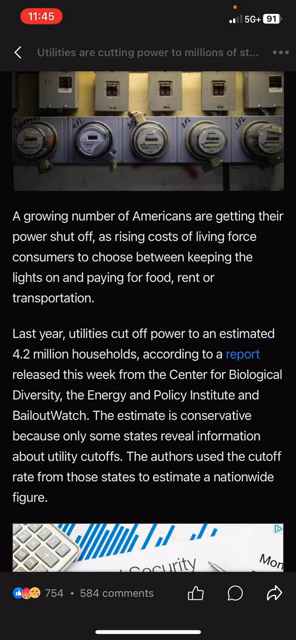 11:45
5G+ 91
Utilities are cutting power to millions of st...
A growing number of Americans are getting their
power shut off, as rising costs of living force
consumers to choose between keeping the
lights on and paying for food, rent or
transportation.
Last year, utilities cut off power to an estimated
4.2 million households, according to a report
released this week from the Center for Biological
Diversity, the Energy and Policy Institute and
BailoutWatch. The estimate is conservative
because only some states reveal information
about utility cutoffs. The authors used the cutoff
rate from those states to estimate a nationwide
figure.
Security
Mon
754 • 584 comments